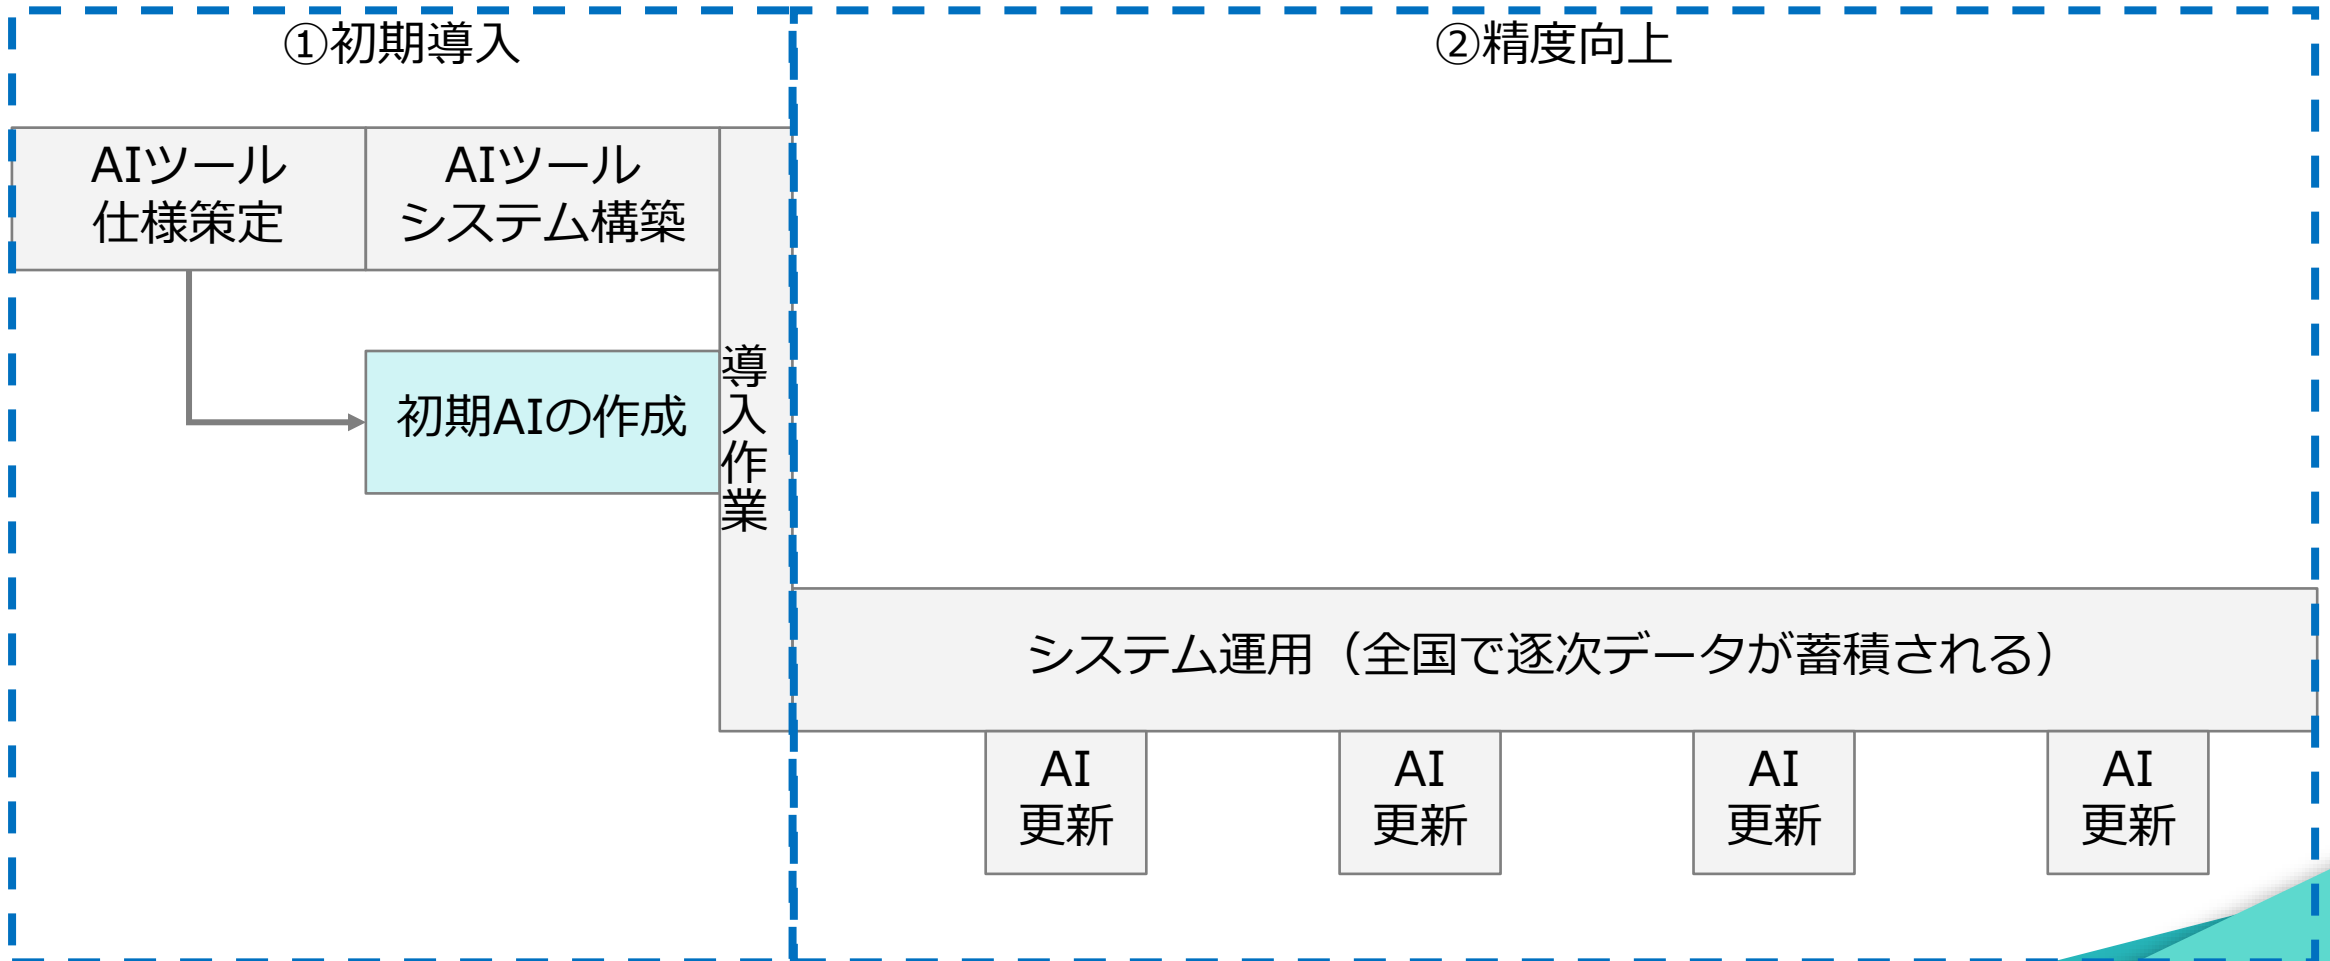 ①初期導入
②精度向上
AIツール
仕様策定
AIツール
システム構築
初期AIの作成
導入作業
システム運用（全国で逐次データが蓄積される）
AI
更新
AI
更新
AI
更新
AI
更新